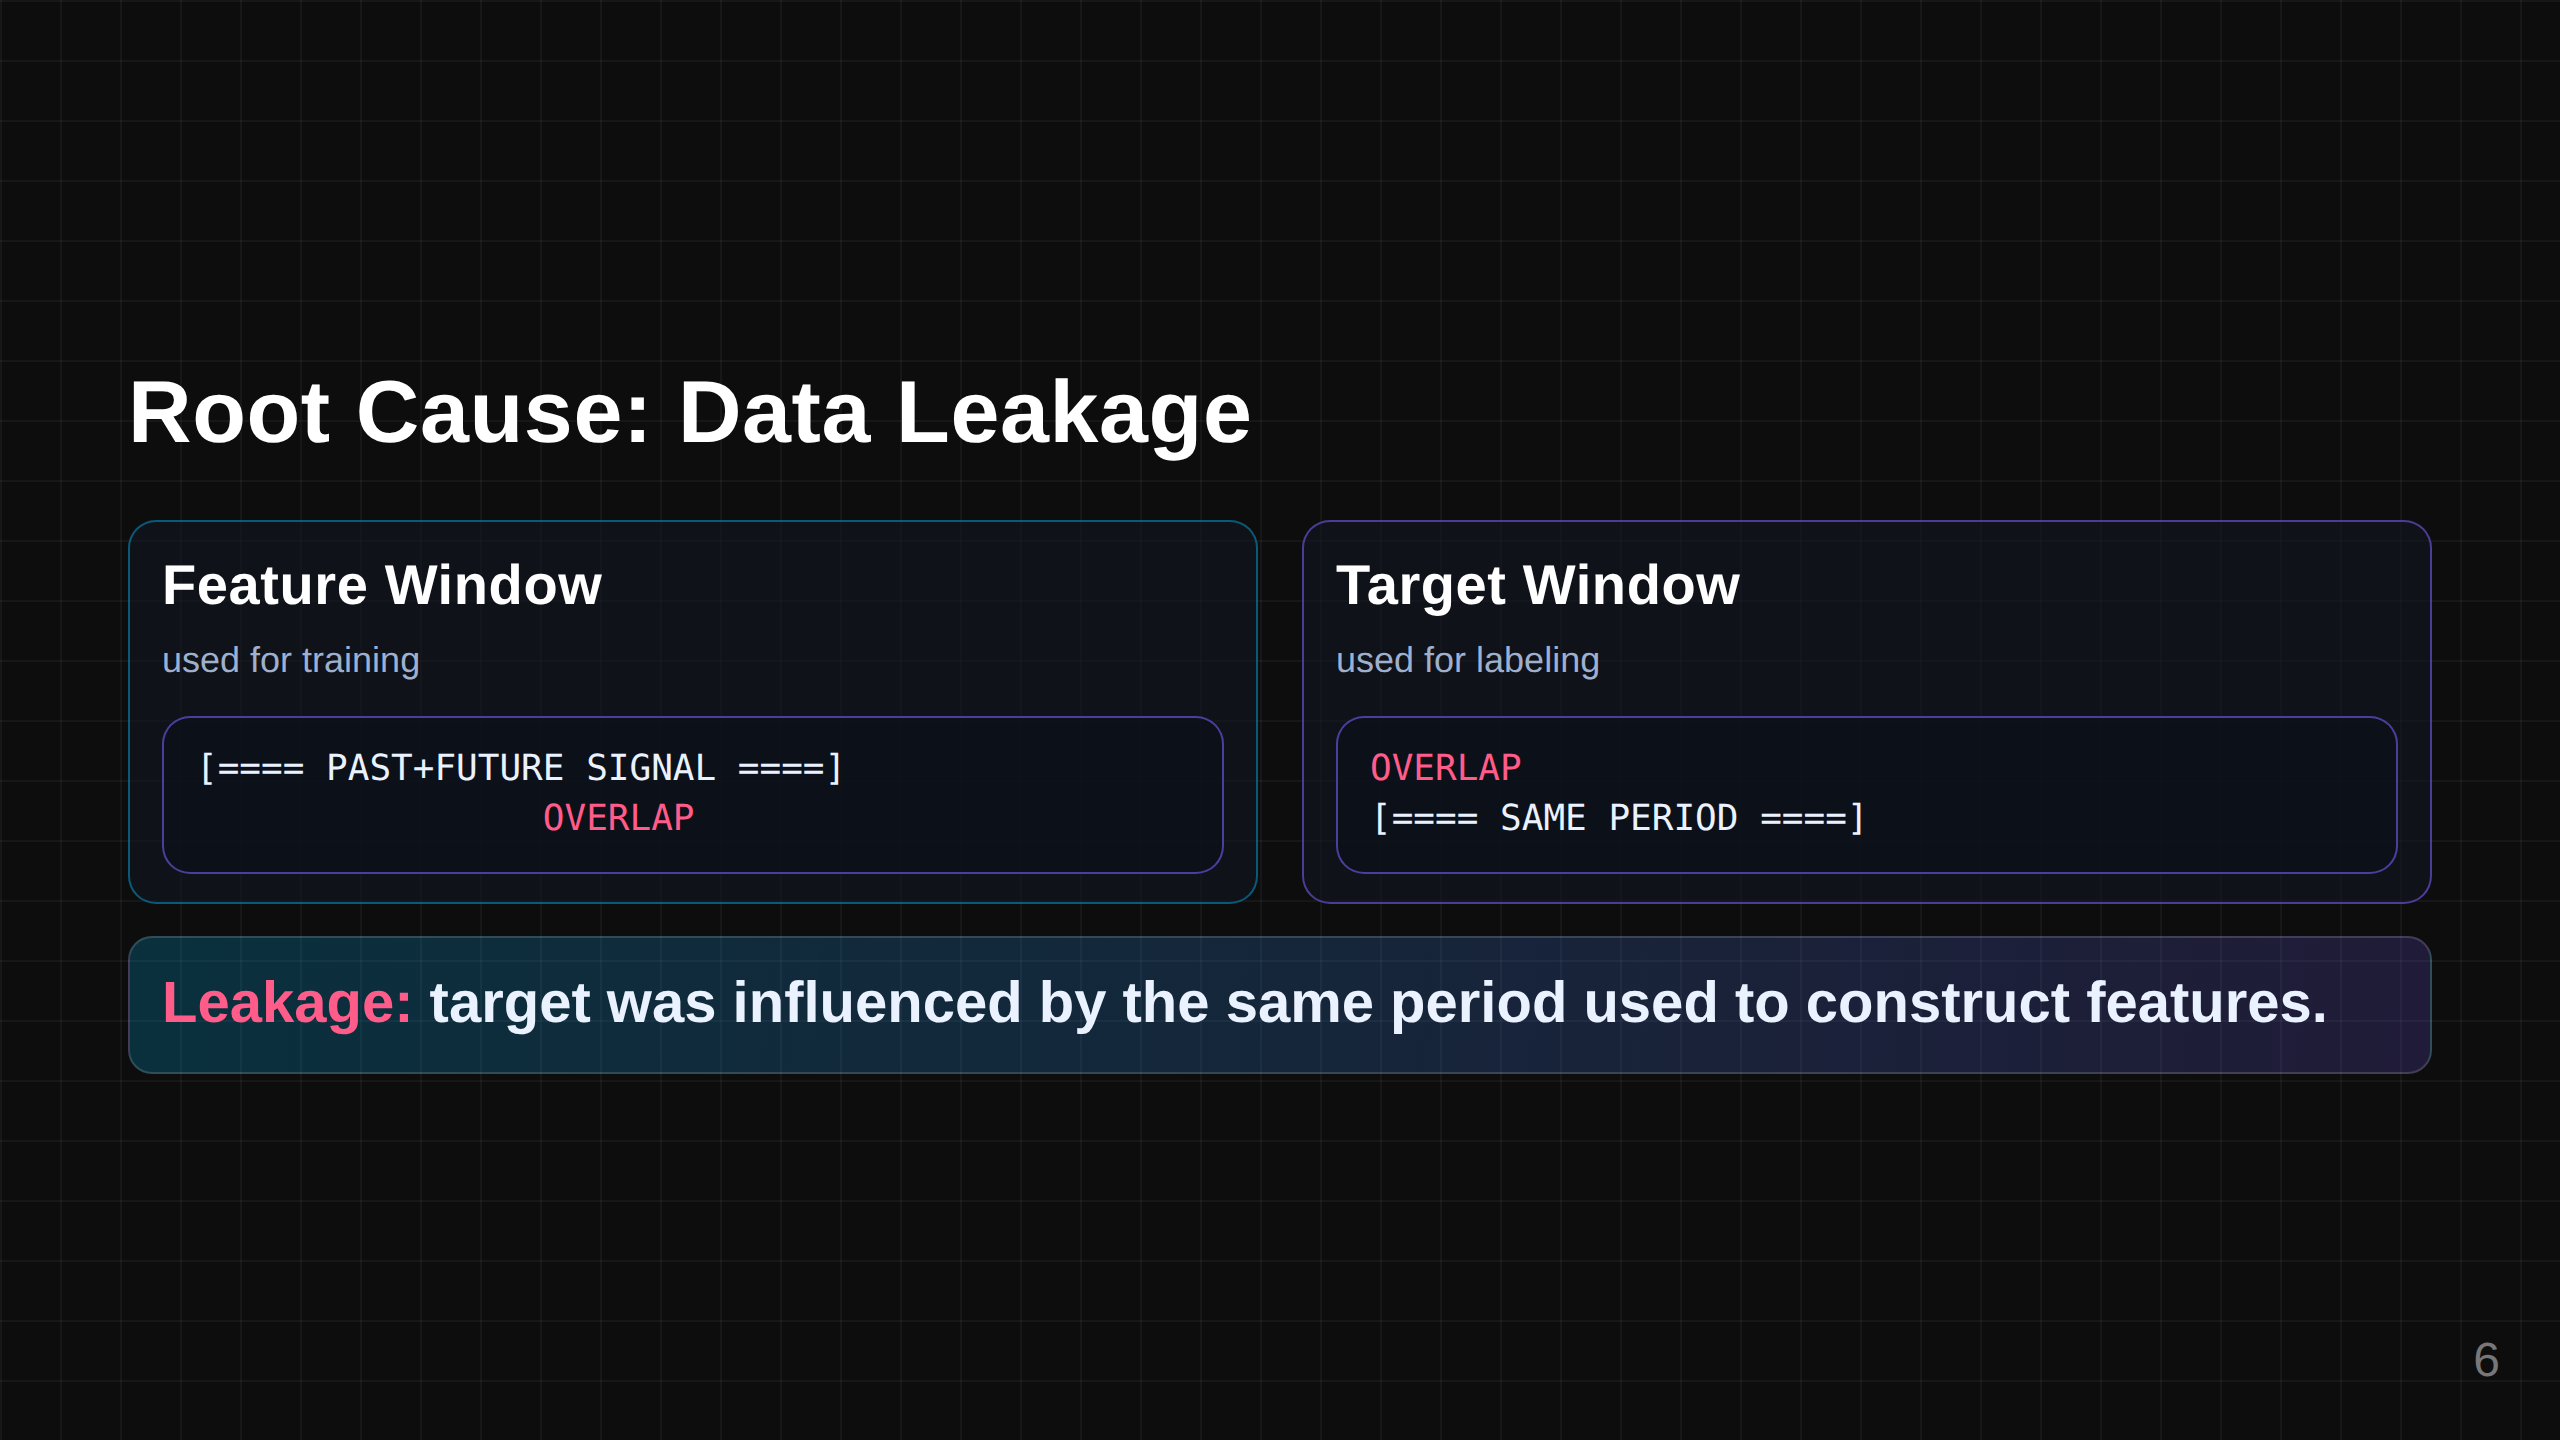 Root Cause: Data Leakage
Feature Window
used for training
[==== PAST+FUTURE SIGNAL ====]
OVERLAP
Target Window
used for labeling
OVERLAP
[==== SAME PERIOD ====]
Leakage: target was influenced by the same period used to construct features.
6